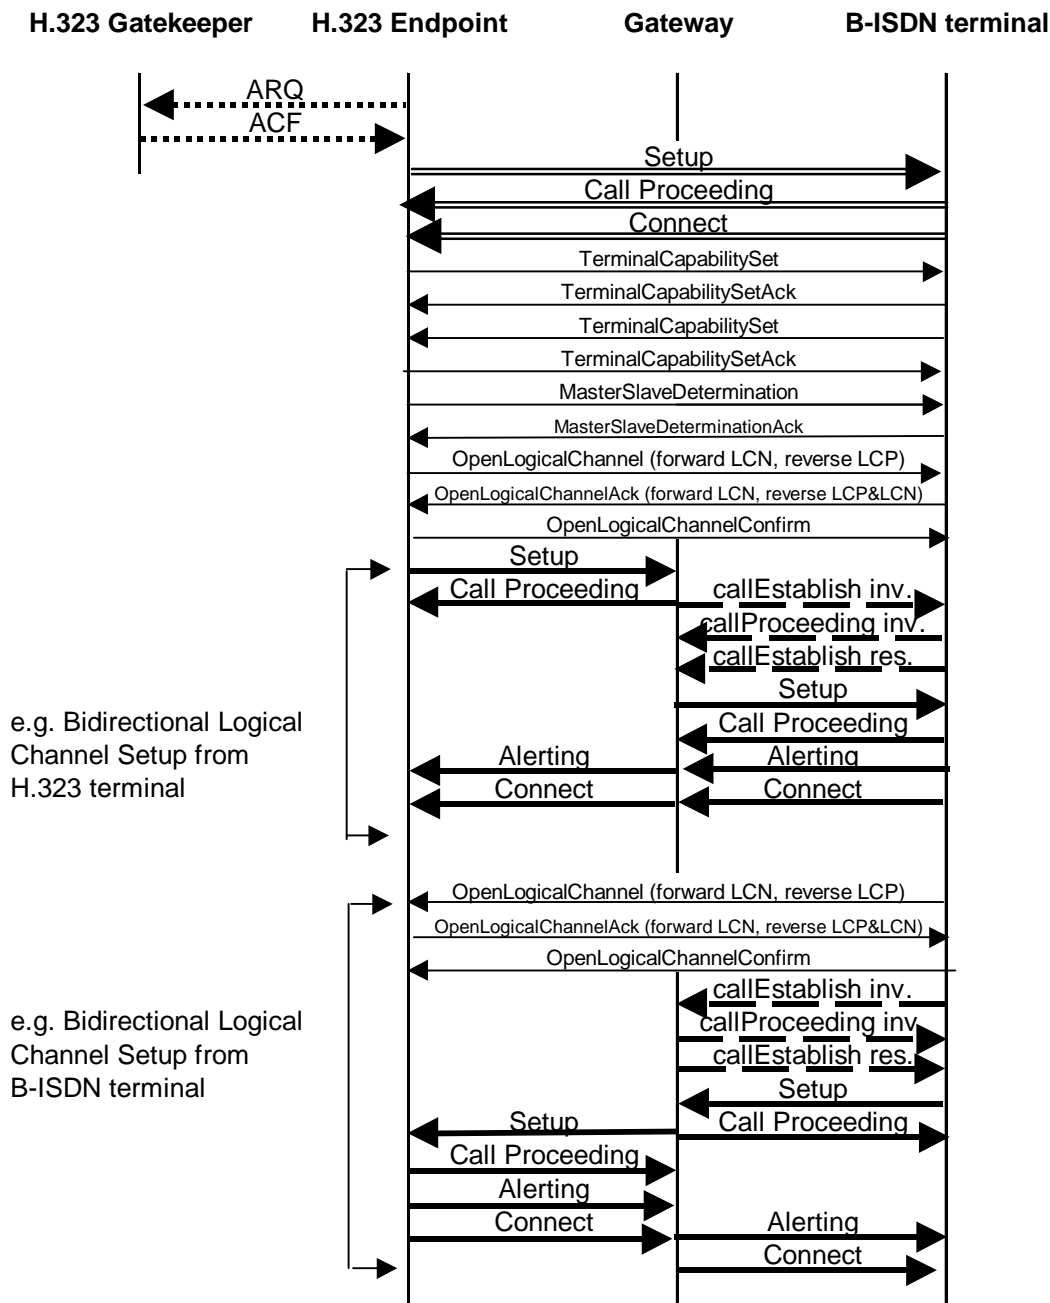 H.323 Gatekeeper H.323 Endpoint Gateway B-ISDN terminal
ARQ
ACF
Setup
Call Proceeding
Connect
TerminalCapabilitySet
TerminalCapabilitySetAck
TerminalCapabilitySet
TerminalCapabilitySetAck
MasterSlaveDetermination
MasterSlaveDeterminationAck
OpenLogicalChannel (forward LCN, reverse LCP)
OpenLogicalChannelAck (forward LCN, reverse LCP&LCN)
OpenLogicalChannelConfirm
Setup
Call Proceeding callEstablish inv.
callProceeding inv.
callEstablish res.
Setup
e.g. Bidirectional Logical
Channel Setup from
H.323 terminal
Call Proceeding
Alerting Alerting
Connect Connect
OpenLogicalChannel (forward LCN, reverse LCP)
OpenLogicalChannelAck (forward LCN, reverse LCP&LCN)
OpenLogicalChannelConfirm
callEstablish inv.
e.g. Bidirectional Logical
Channel Setup from
B-ISDN terminal
callProceeding inv
callEstablish res.
Setup
Setup Call Proceeding
Call Proceeding
Alerting
Connect Alerting
Connect